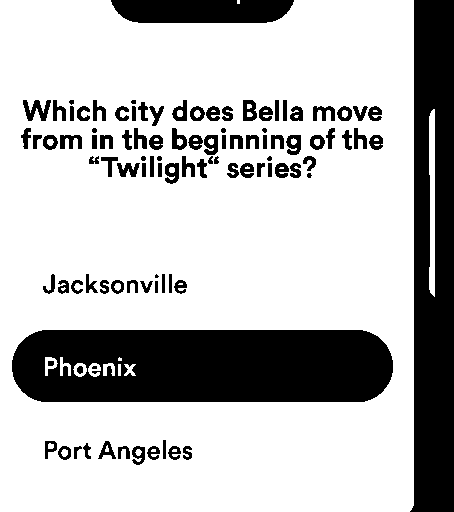 Which city does Bella move
from in the beginning of the
“Twilight“ series?
Jacksonville
Phoenix
Port Angeles